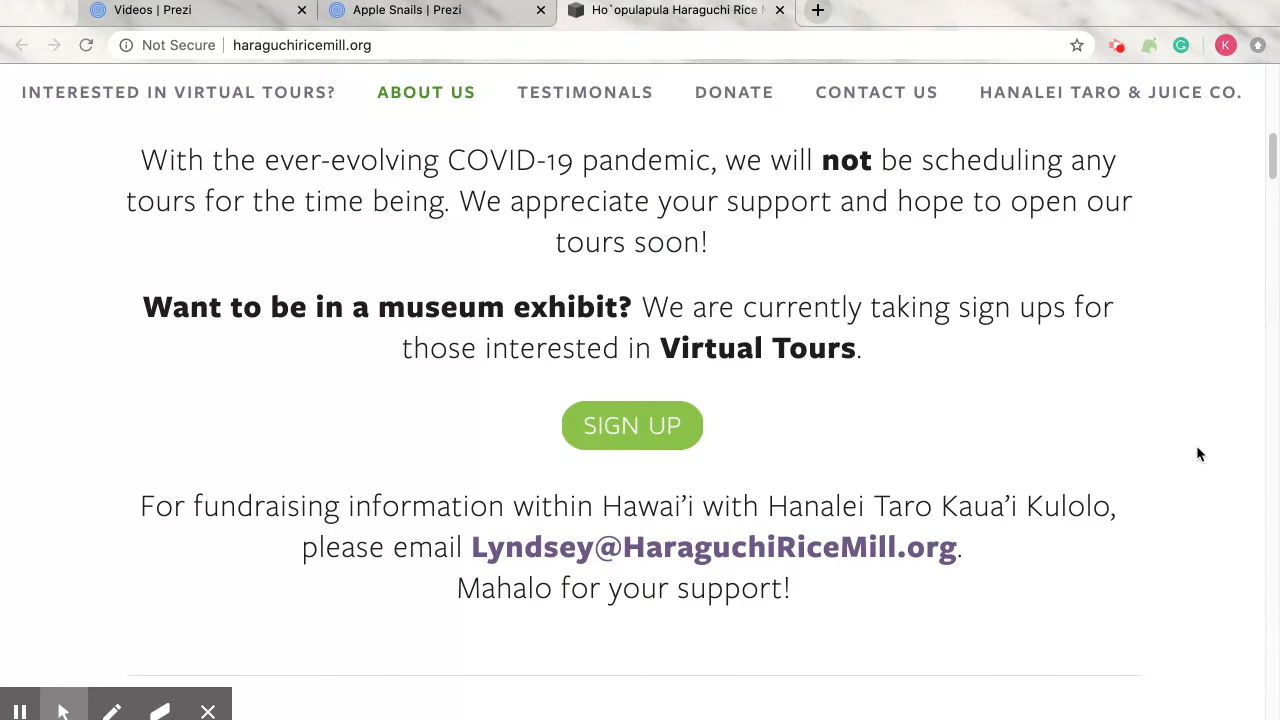 Videos | Prezi
Apple Snails | Prezi
Ho`opulapula Haraguchi Rice
Not Secure
haraguchiricemill.org
K
INTERESTED IN VIRTUAL TOURS?
ABOUT US
TESTIMONALS
DONATE
CONTACT US
HANALEI TARO & JUICE CO.
With the ever-evolving COVID-19 pandemic, we will not be scheduling any
tours for the time being. We appreciate your support and hope to open our
tours soon!
Want to be in a museum exhibit? We are currently taking sign ups for
those interested in Virtual Tours.
SIGN UP
For fundraising information within Hawai’i with Hanalei Taro Kaua’i Kulolo,
please email Lyndsey@HaraguchiRiceMill.org.
Mahalo for your support!